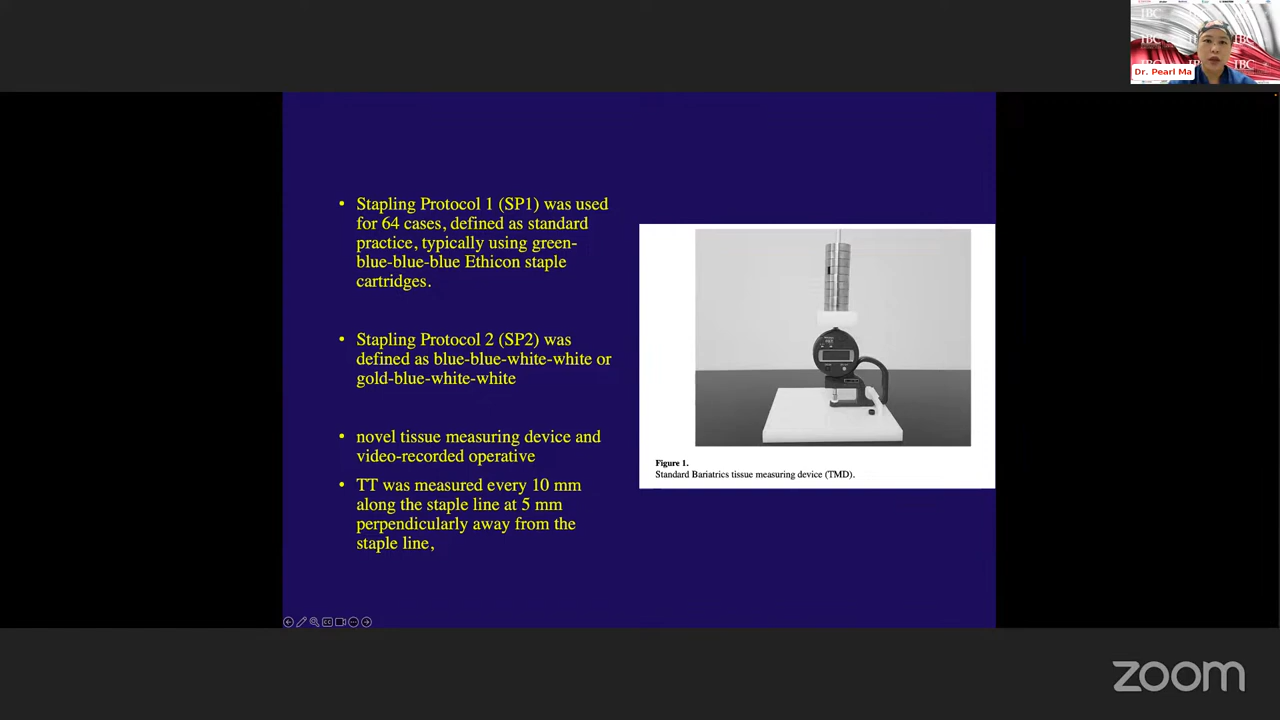 IBC
IBC
IBC
IBC
Dr. Pearl Ma
• Stapling Protocol 1 (SP1) was used
for 64 cases, defined as standard
practice, typically using green-
blue-blue-blue Ethicon staple
cartridges.
• Stapling Protocol 2 (SP2) was
defined as blue-blue-white-white or
gold-blue-white-white
• novel tissue measuring device and
video-recorded operative
• TT was measured every 10 mm
along the staple line at 5 mm
perpendicularly away from the
staple line,
Figure 1.
Standard Bariatrics tissue measuring device (TMD).
zoom